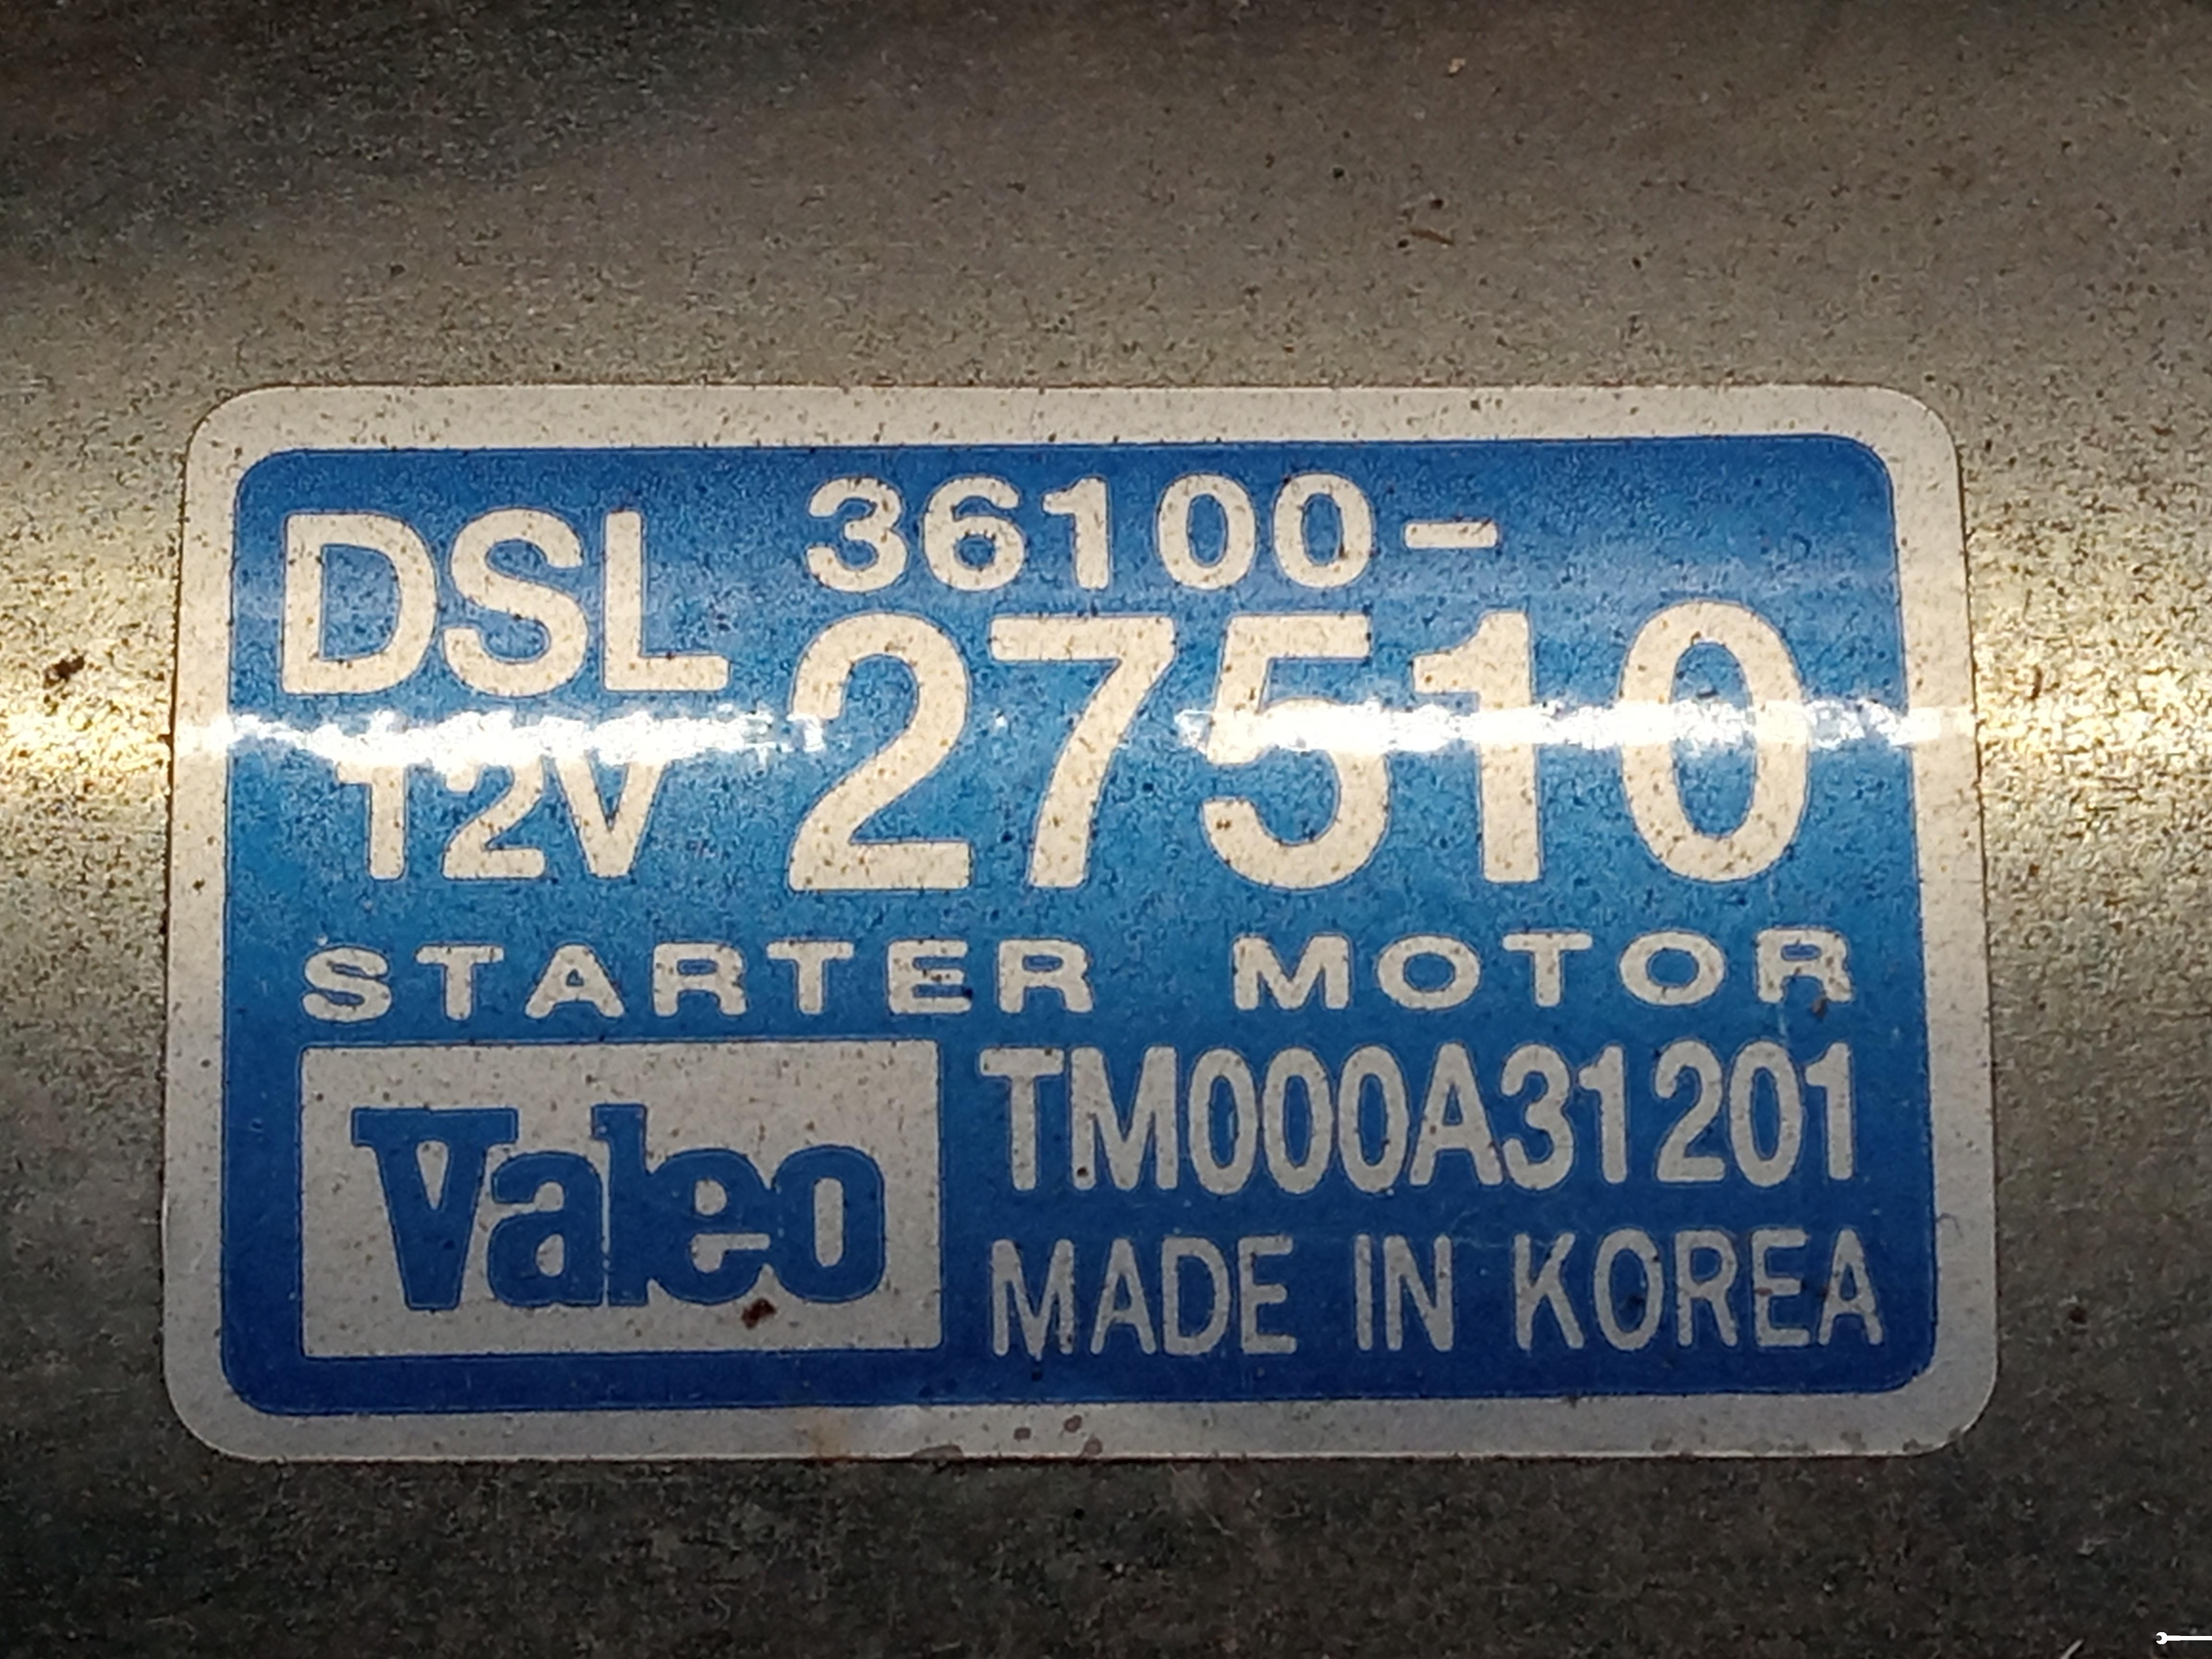 DSL 36100-
12V 27510
STARTER MOTOR
Valeo TM000A31201
MADE IN KOREA